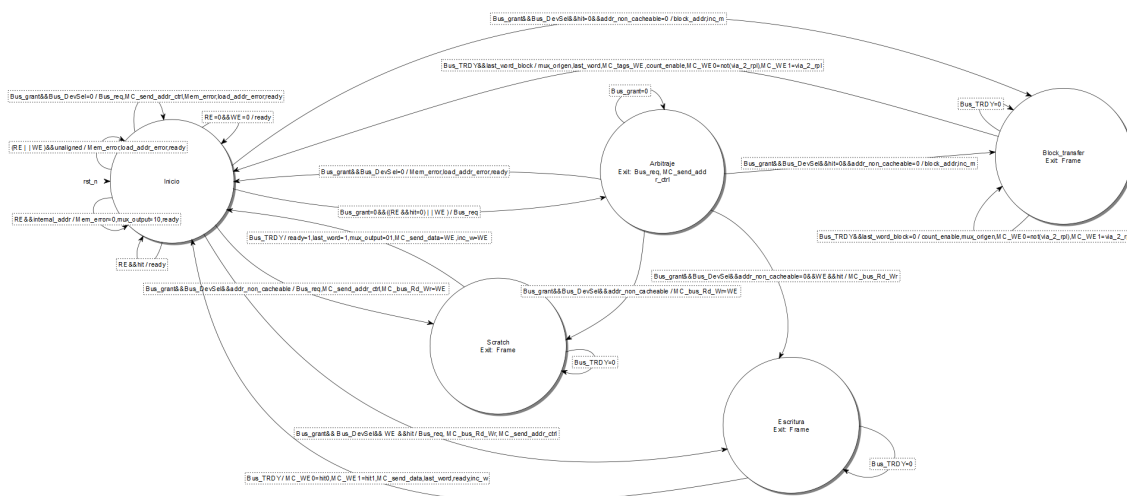 Bus_grant&&Bus_DevSel&&hit=0&&addr_non_cacheable=0 / block_addr,inc_m
Bus_TRDY&&last_word_block / mux_origen,last_word,MC_tags_WE,count_enable,MC_WE0=not(via_2_rpl),MC_WE1=via_2_rpl
Bus_grant&&Bus_DevSel=0 / Bus_req,MC_send_addr_ctrl,Mem_error,load_addr_error,ready
Bus_grant=0
Bus_TRDY=0
RE=0&&WE=0 / ready
Inicio
(RE || WE)&&unaligned / Mem_error,load_addr_error,ready
Block_transfer
Exit: Frame
Arbitraje
Exit: Bus_req, MC_send_add
r_ctrl
Bus_grant&&Bus_DevSel&&hit=0&&addr_non_cacheable=0 / block_addr,inc_m
Bus_grant&&Bus_DevSel=0 / Mem_error,load_addr_error,ready
rst_n
Bus_grant=0&&((RE&&hit=0) || WE) / Bus_req
RE&&internal_addr / Mem_error=0,mux_output=10,ready
Bus_TRDY / ready=1,last_word=1,mux_output=01,MC_send_data=WE,inc_w=WE
Bus_TRDY&&last_word_block=0 / count_enable,mux_origen,MC_WE0=not(via_2_rpl),MC_WE1=via_2_r
RE&&hit / ready
Bus_grant&&Bus_DevSel&&addr_non_cacheable=0&&WE&&hit / MC_bus_Rd_Wr
Bus_grant&&Bus_DevSel&&addr_non_cacheable / Bus_req,MC_send_addr_ctrl,MC_bus_Rd_Wr=WE
Bus_grant&&Bus_DevSel&&addr_non_cacheable / MC_bus_Rd_Wr=WE
Scratch
Exit: Frame
Bus_TRDY=0
Escritura
Exit: Frame
Bus_grant&& Bus_DevSel&& WE &&hit / Bus_req, MC_bus_Rd_Wr, MC_send_addr_ctrl
Bus_TRDY=0
Bus_TRDY / MC_WE0=hit0,MC_WE1=hit1,MC_send_data,last_word,ready,inc_w